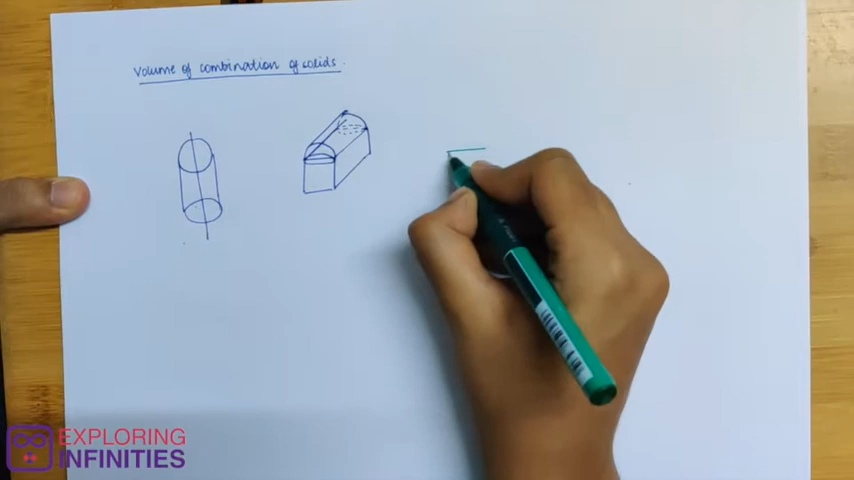 Volume of combination of solids.
EXPLORING
INFINITIES